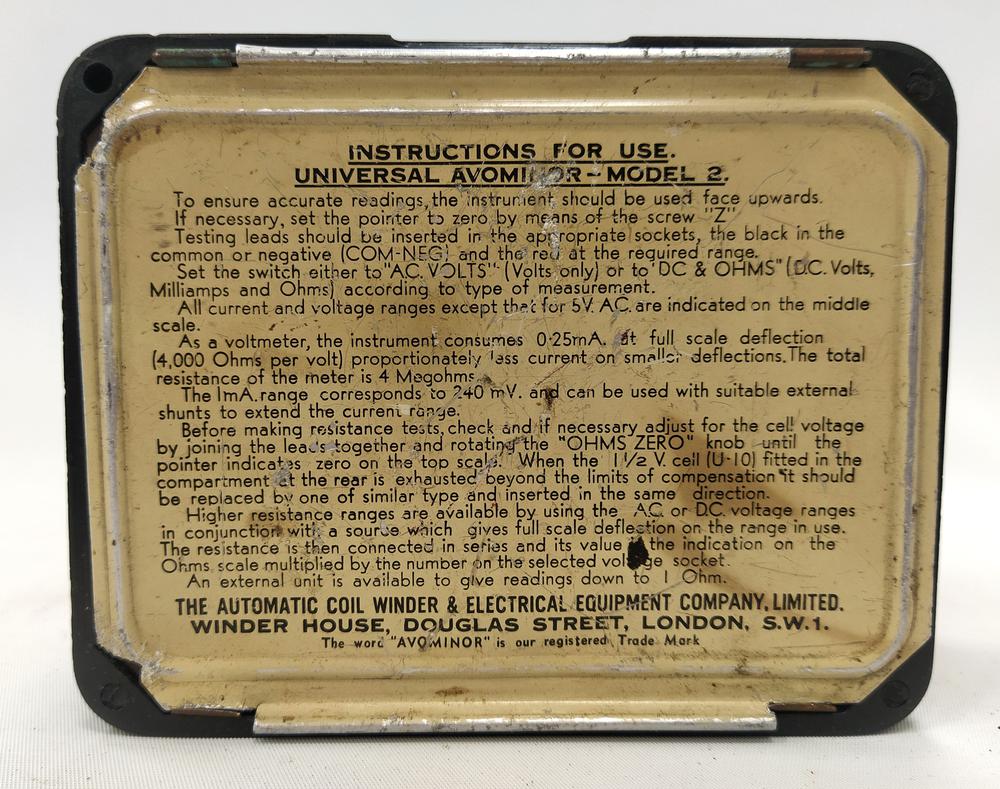 INSTRUCTIONS FOR USE.
UNIVERSAL AVOMINOR - MODEL 2.
To ensure accurate readings, the instrument should be used face upwards.
If necessary, set the pointer to zero by means of the screw "Z"
Testing leads should be inserted in the appropriate sockets, the black in the
common or negative (COM-NEG) and the red at the required range.
Set the switch either to "A.C. VOLTS" (Volts only) or to "DC & OHMS" (D.C. Volts,
Milliamps and Ohms) according to type of measurement.
All current and voltage ranges except that for 5V. A.C. are indicated on the middle
scale.
As a voltmeter, the instrument consumes 0·25mA. at full scale deflection
(4,000 Ohms per volt) proportionately less current on smaller deflections. The total
resistance of the meter is 4 Megohms.
The 1mA. range corresponds to 240 mV. and can be used with suitable external
shunts to extend the current range.
Before making resistance tests, check and if necessary adjust for the cell voltage
by joining the leads together and rotating the "OHMS ZERO" knob until the
pointer indicates zero on the top scale. When the 1 1/2 V. cell (U·10) fitted in the
compartment at the rear is exhausted beyond the limits of compensation it should
be replaced by one of similar type and inserted in the same direction.
Higher resistance ranges are available by using the A.C. or D.C. voltage ranges
in conjunction with a source which gives full scale deflection on the range in use.
The resistance is then connected in series and its value the indication on the
Ohms scale multiplied by the number on the selected voltage socket.
An external unit is available to give readings down to 1 Ohm.
THE AUTOMATIC COIL WINDER & ELECTRICAL EQUIPMENT COMPANY, LIMITED.
WINDER HOUSE, DOUGLAS STREET, LONDON, S.W.1.
The word "AVOMINOR" is our registered Trade Mark